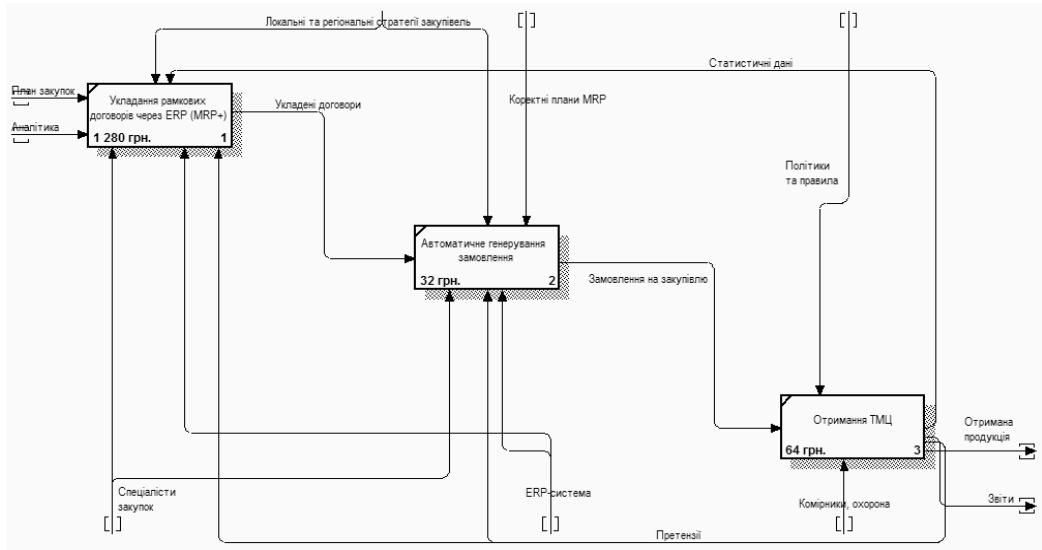 Локальні та регіональні стратегії закупівель
Статистичні дані
План закупок
Укладання рамкових
договорів через ERP (MRP+)
1 280 грн. 1
Аналітика
Укладені договори
Коректні плани MRP
Політики
та правила
Автоматичне генерування
замовлення
32 грн. 2
Замовлення на закупівлю
Отримання ТМЦ
64 грн. 3
Отримана
продукція
Спеціалісти
закупок
ERP-система
Комірники, охорона
Звіти
Претензії